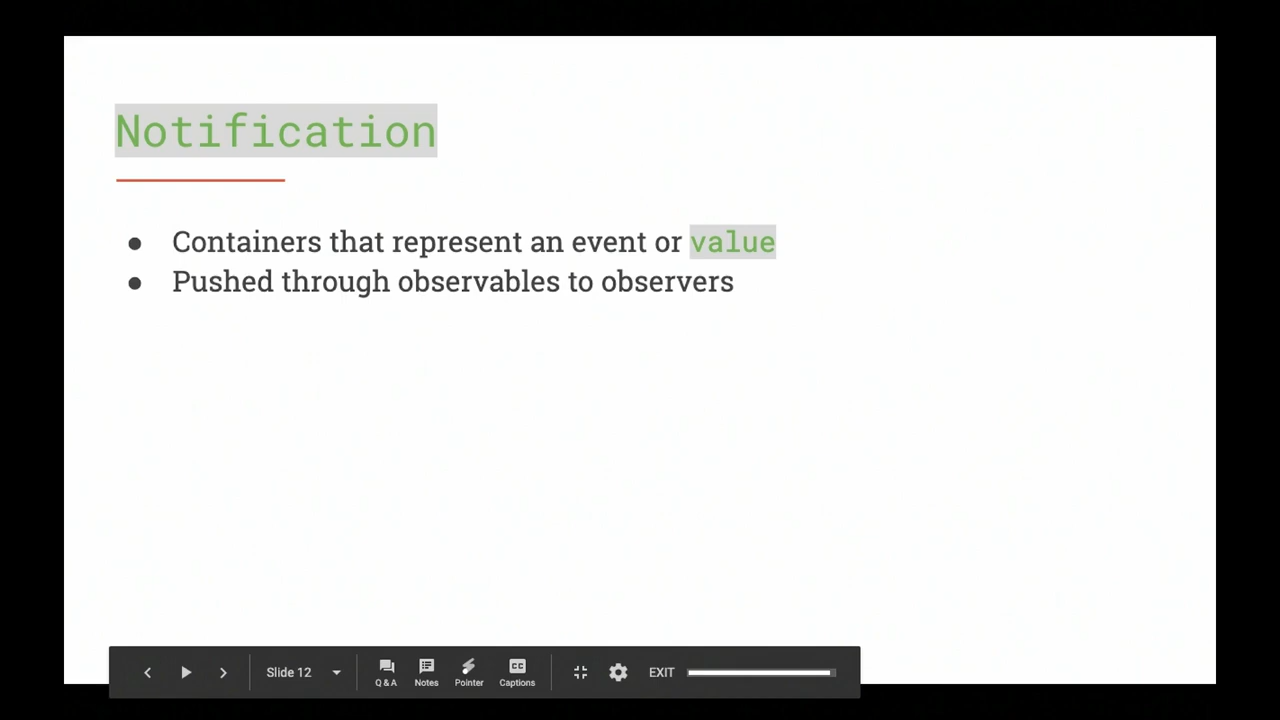 Notification
● Containers that represent an event or value
● Pushed through observables to observers
Slide 12
Q & A
Notes
Pointer
CC
Captions
EXIT